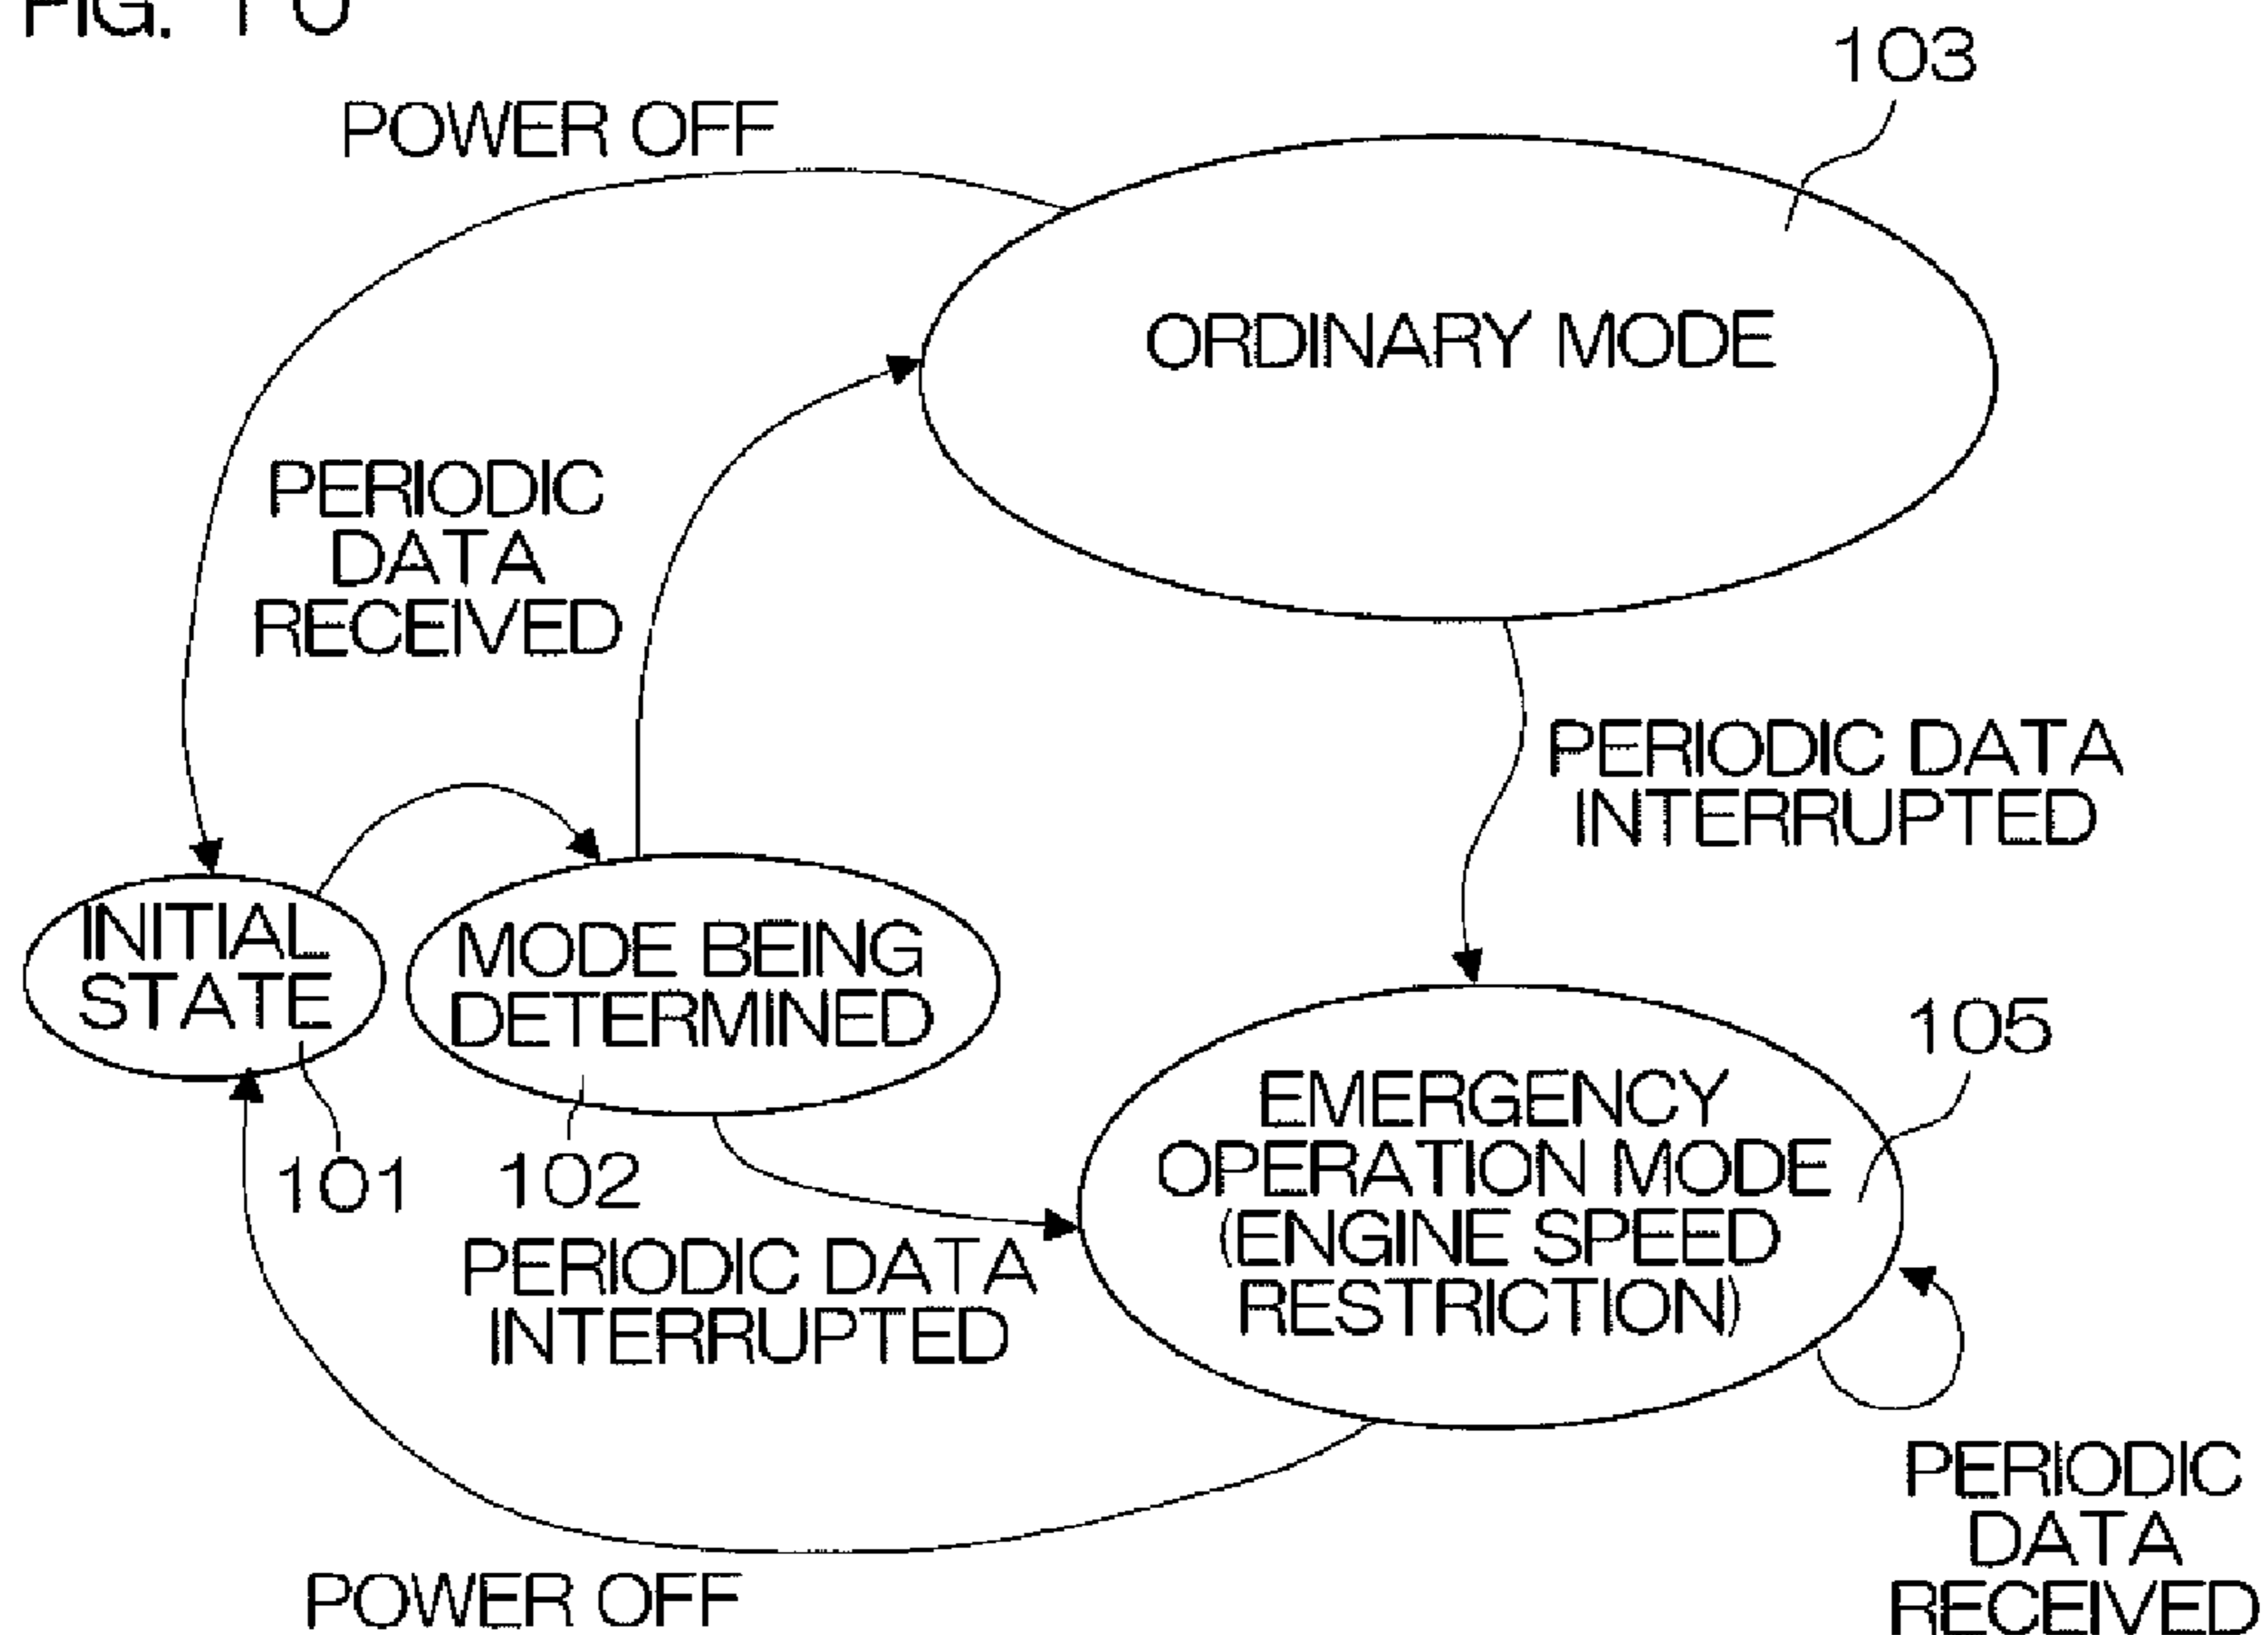 FIG. 10
103
POWER OFF
ORDINARY MODE
PERIODIC
DATA
RECEIVED
PERIODIC DATA
INTERRUPTED
INITIAL
STATE
MODE BEING
DETERMINED
105
EMERGENCY
OPERATION MODE
(ENGINE SPEED
RESTRICTION)
101
102
PERIODIC DATA
INTERRUPTED
PERIODIC
DATA
RECEIVED
POWER OFF